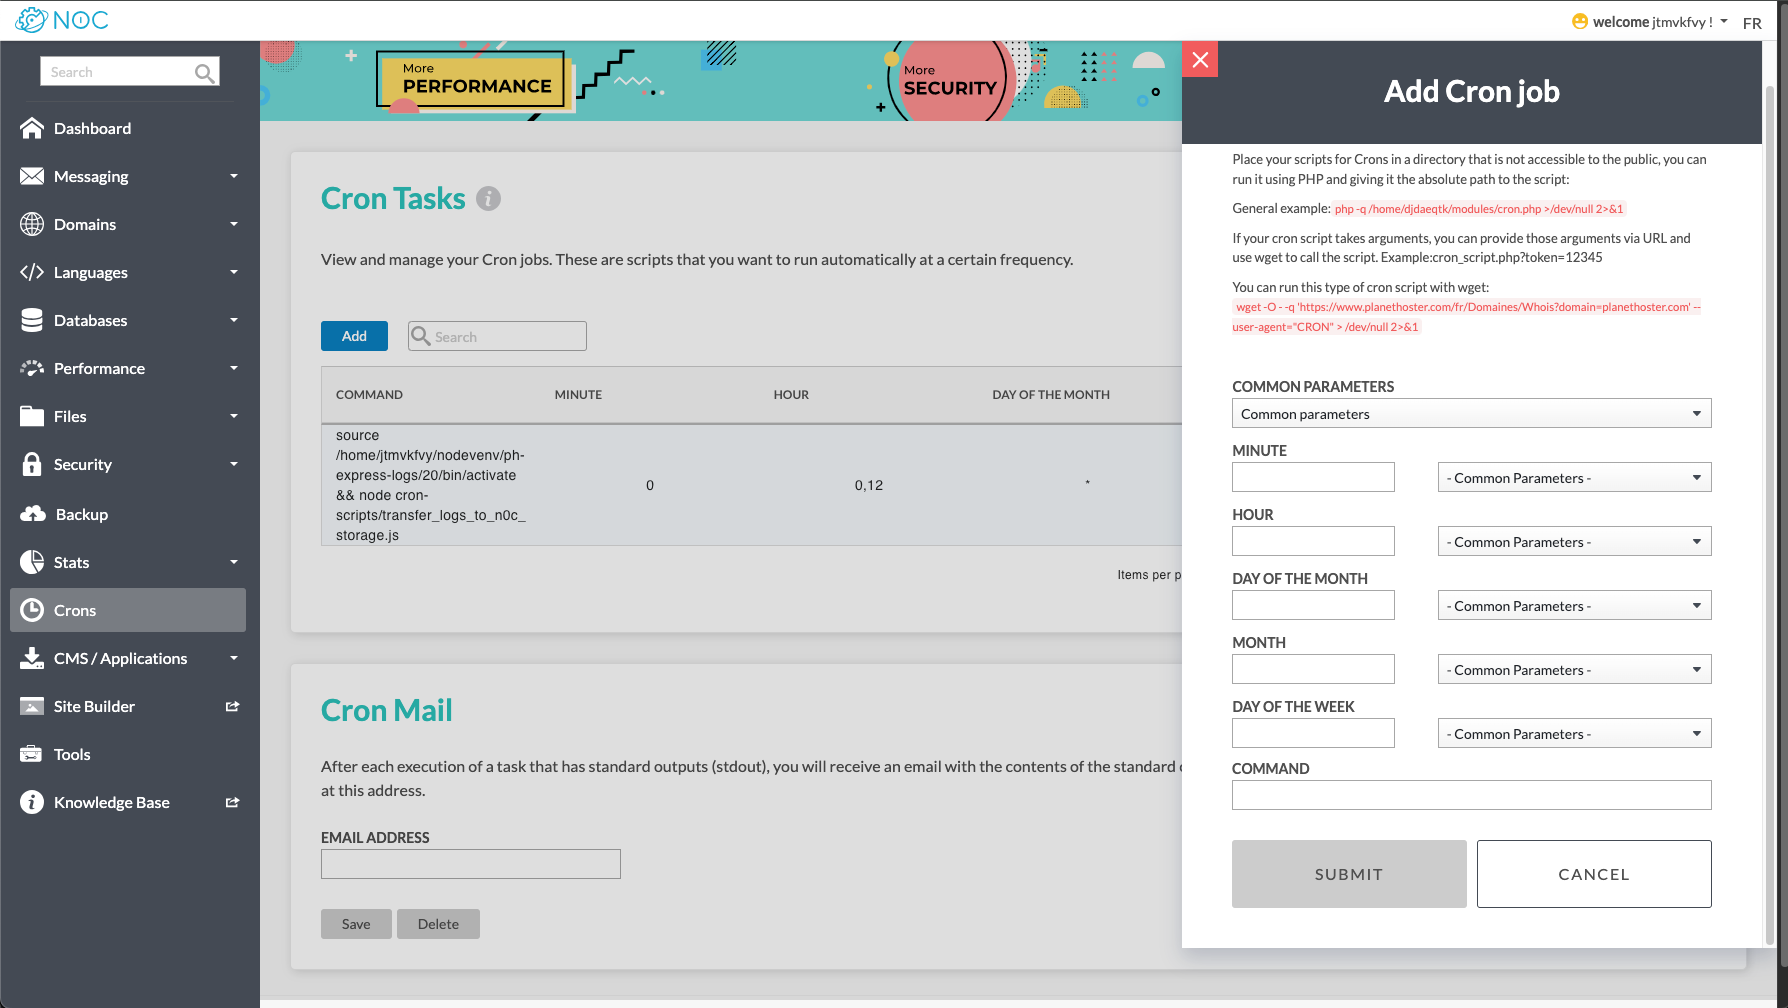 NOC
welcome jtmvkfvy !
FR
Search
Dashboard
Messaging
Domains
Languages
Databases
Performance
Files
Security
Backup
Stats
Crons
CMS / Applications
Site Builder
Tools
Knowledge Base
More
PERFORMANCE
More
SECURITY
Cron Tasks
View and manage your Cron jobs. These are scripts that you want to run automatically at a certain frequency.
Add
Search
COMMAND MINUTE HOUR DAY OF THE MONTH
source
/home/jtmvkfvy/nodevenv/ph-
express-logs/20/bin/activate
&& node cron-
scripts/transfer_logs_to_n0c_
storage.js
0 0,12 *
Items per p
Cron Mail
After each execution of a task that has standard outputs (stdout), you will receive an email with the contents of the standard
at this address.
EMAIL ADDRESS
Save Delete
Add Cron job
Place your scripts for Crons in a directory that is not accessible to the public, you can
run it using PHP and giving it the absolute path to the script:
General example: php -q /home/djdaeqtk/modules/cron.php >/dev/null 2>&1
If your cron script takes arguments, you can provide those arguments via URL and
use wget to call the script. Example:cron_script.php?token=12345
You can run this type of cron script with wget:
wget -O - -q 'https://www.planethoster.com/fr/Domaines/Whois?domain=planethoster.com' --
user-agent="CRON" > /dev/null 2>&1
COMMON PARAMETERS
Common parameters
MINUTE
- Common Parameters -
HOUR
- Common Parameters -
DAY OF THE MONTH
- Common Parameters -
MONTH
- Common Parameters -
DAY OF THE WEEK
- Common Parameters -
COMMAND
SUBMIT CANCEL